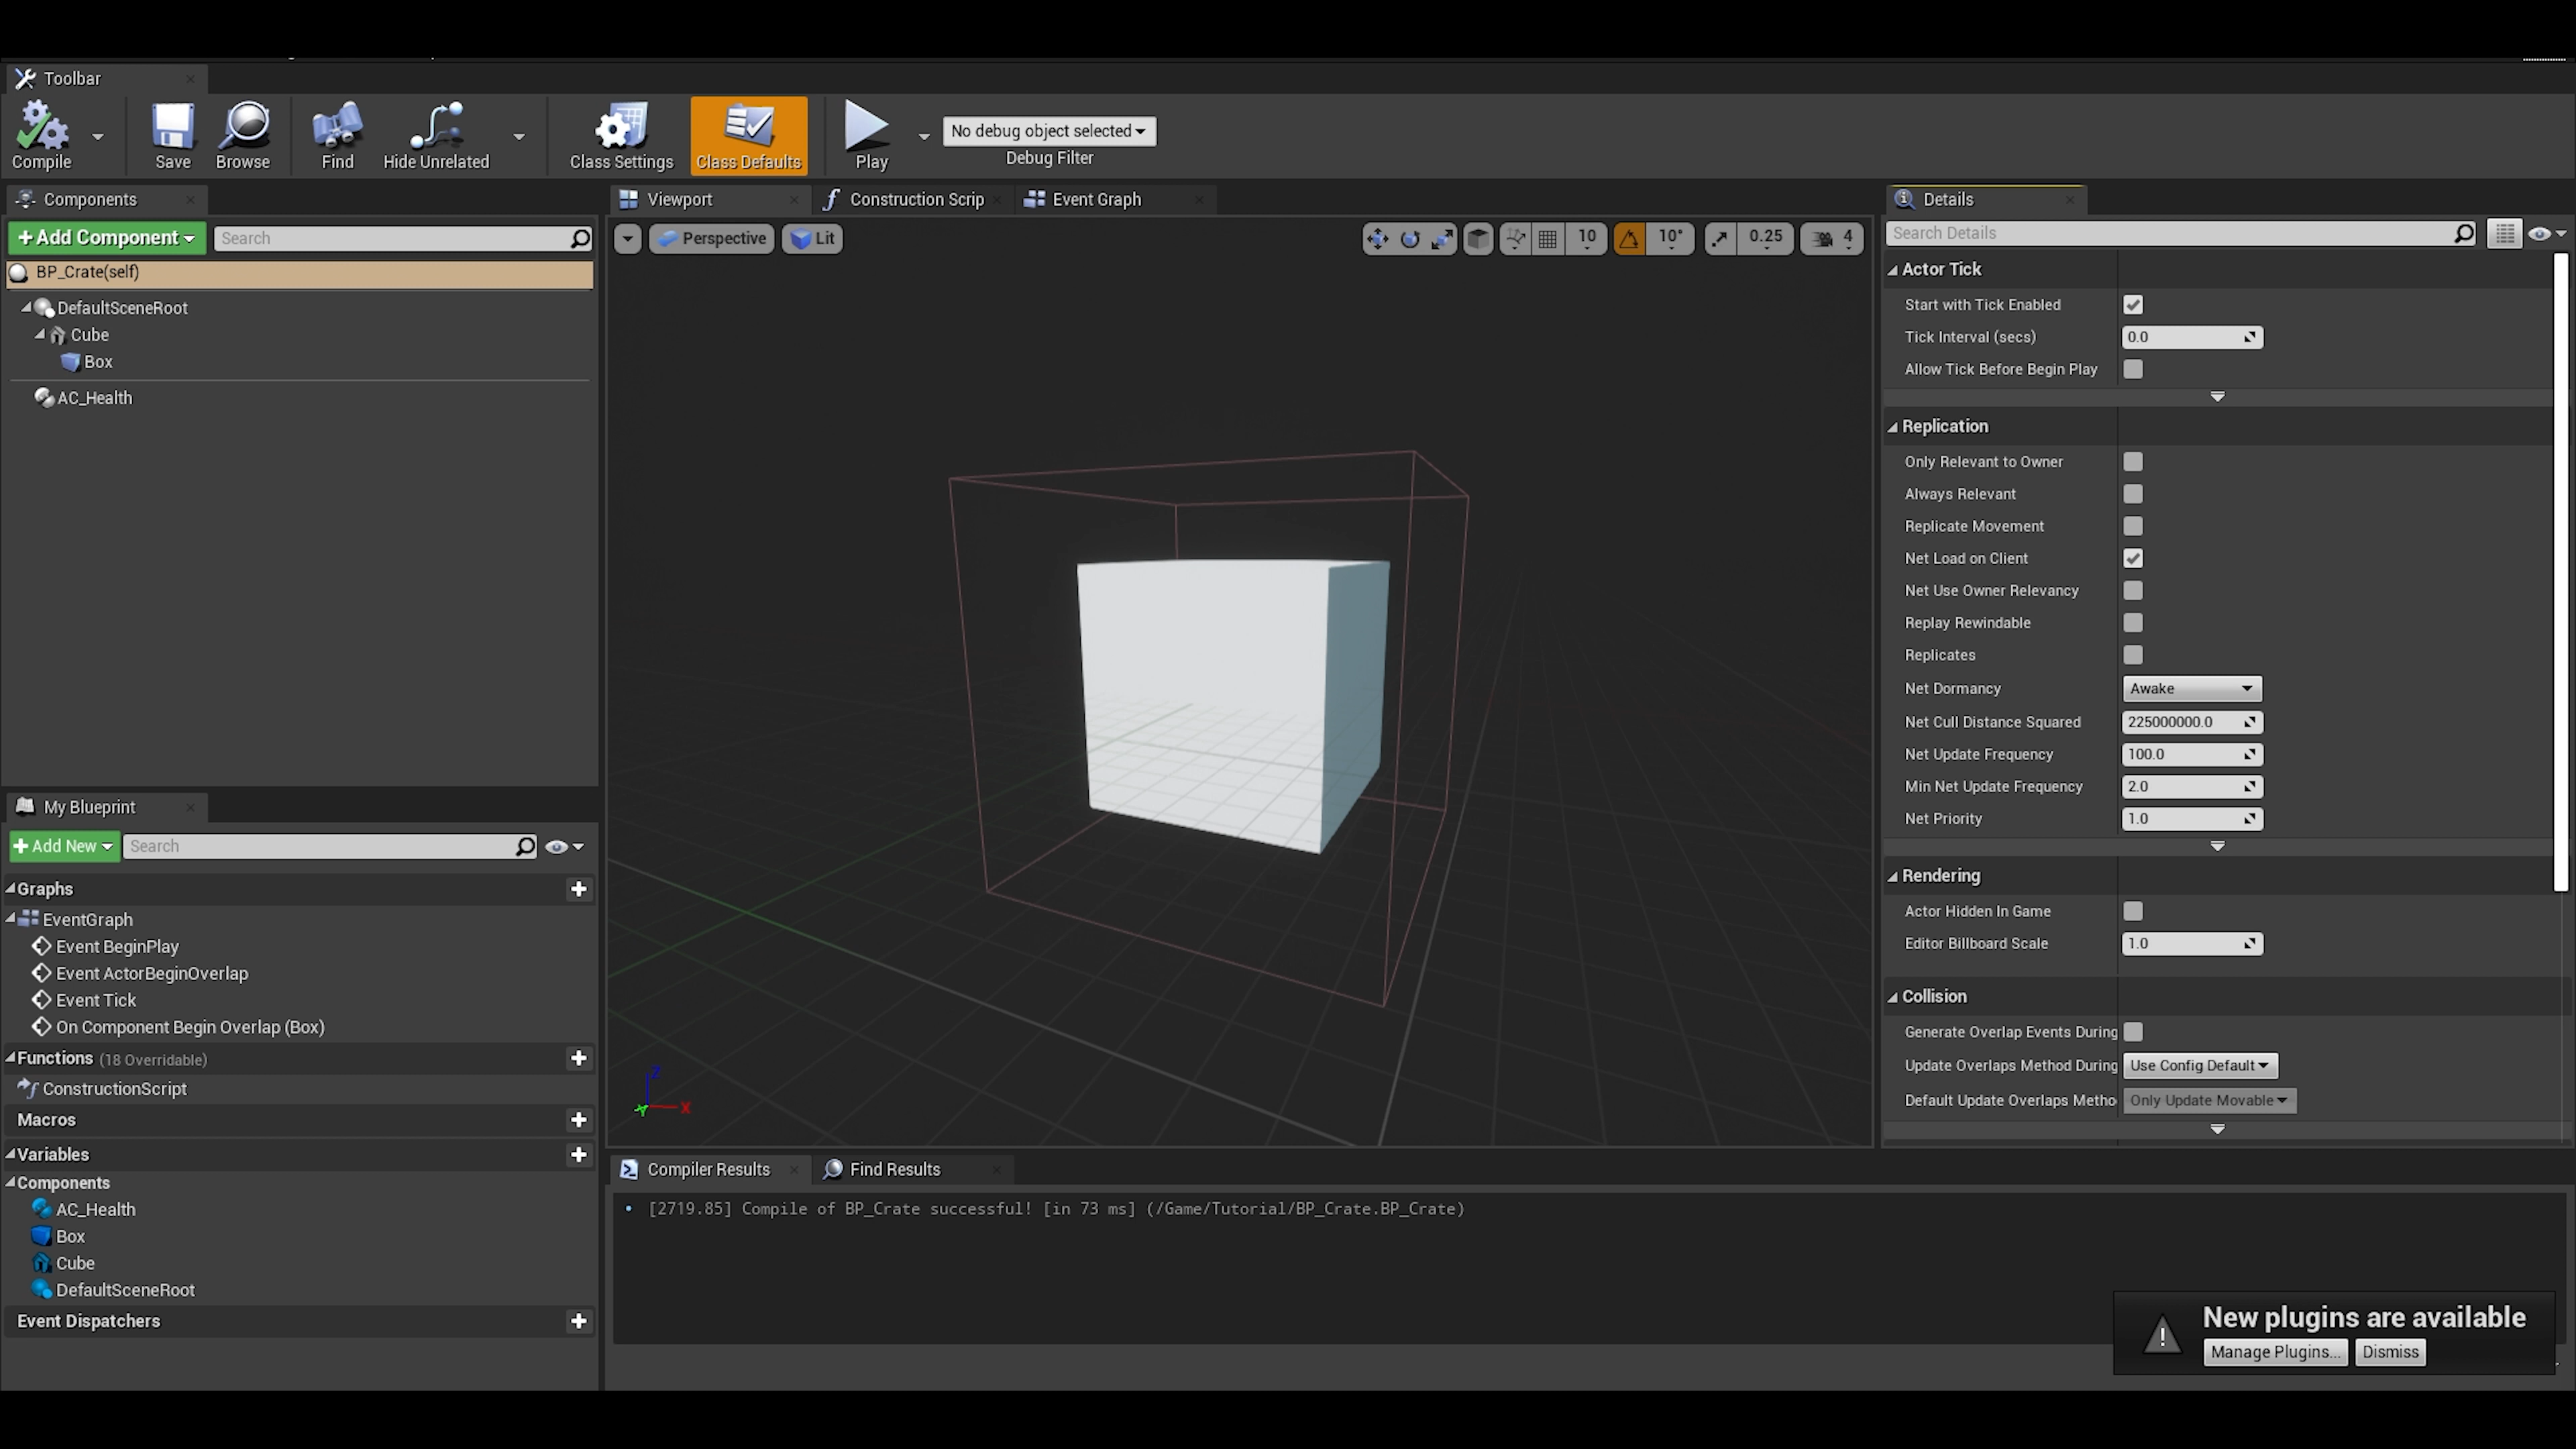 Toolbar
Compile
Save
Browse
Find
Hide Unrelated
Class Settings
Class Defaults
Play
No debug object selected
Debug Filter
Components
+Add Component
Search
BP_Crate(self)
DefaultSceneRoot
Cube
Box
AC_Health
My Blueprint
+Add New
Search
Graphs
EventGraph
Event BeginPlay
Event ActorBeginOverlap
Event Tick
On Component Begin Overlap (Box)
Functions (18 Overridable)
ConstructionScript
Macros
Variables
Components
AC_Health
Box
Cube
DefaultSceneRoot
Event Dispatchers
Viewport
Construction Scrip
Event Graph
Perspective
Lit
10
10°
0.25
4
Z
Y
X
Compiler Results
Find Results
[2719.85] Compile of BP_Crate successful! [in 73 ms] (/Game/Tutorial/BP_Crate.BP_Crate)
Details
Search Details
Actor Tick
Start with Tick Enabled
Tick Interval (secs) 0.0
Allow Tick Before Begin Play
Replication
Only Relevant to Owner
Always Relevant
Replicate Movement
Net Load on Client
Net Use Owner Relevancy
Replay Rewindable
Replicates
Net Dormancy Awake
Net Cull Distance Squared 225000000.0
Net Update Frequency 100.0
Min Net Update Frequency 2.0
Net Priority 1.0
Rendering
Actor Hidden In Game
Editor Billboard Scale 1.0
Collision
Generate Overlap Events During
Update Overlaps Method During Use Config Default
Default Update Overlaps Metho Only Update Movable
New plugins are available
Manage Plugins...
Dismiss